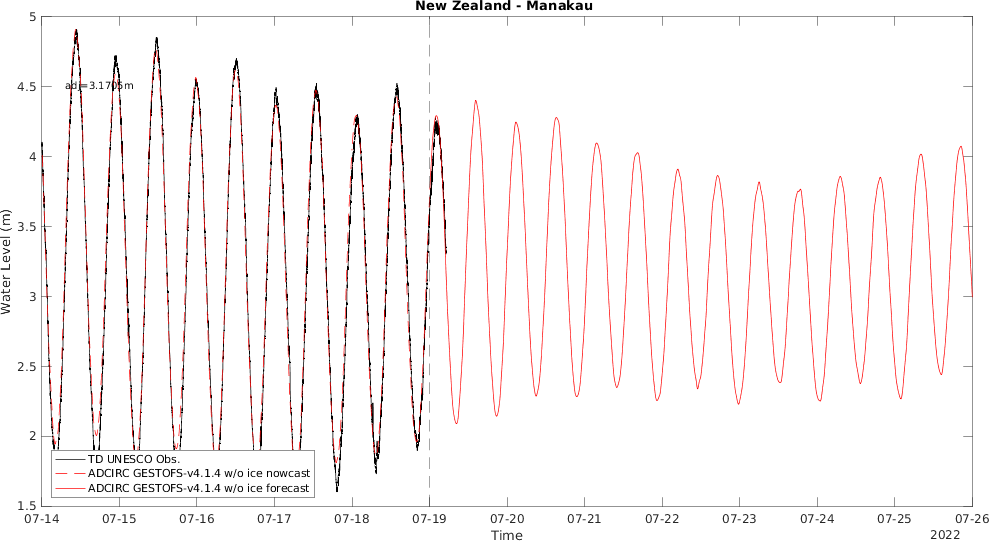 New Zealand - Manakau
5
4.5
4
3.5
3
2.5
2
1.5
Water Level (m)
adj=3.1705m
TD UNESCO Obs.
ADCIRC GESTOFS-v4.1.4 w/o ice nowcast
ADCIRC GESTOFS-v4.1.4 w/o ice forecast
07-14 07-15 07-16 07-17 07-18 07-19 07-20 07-21 07-22 07-23 07-24 07-25 07-26
Time
2022